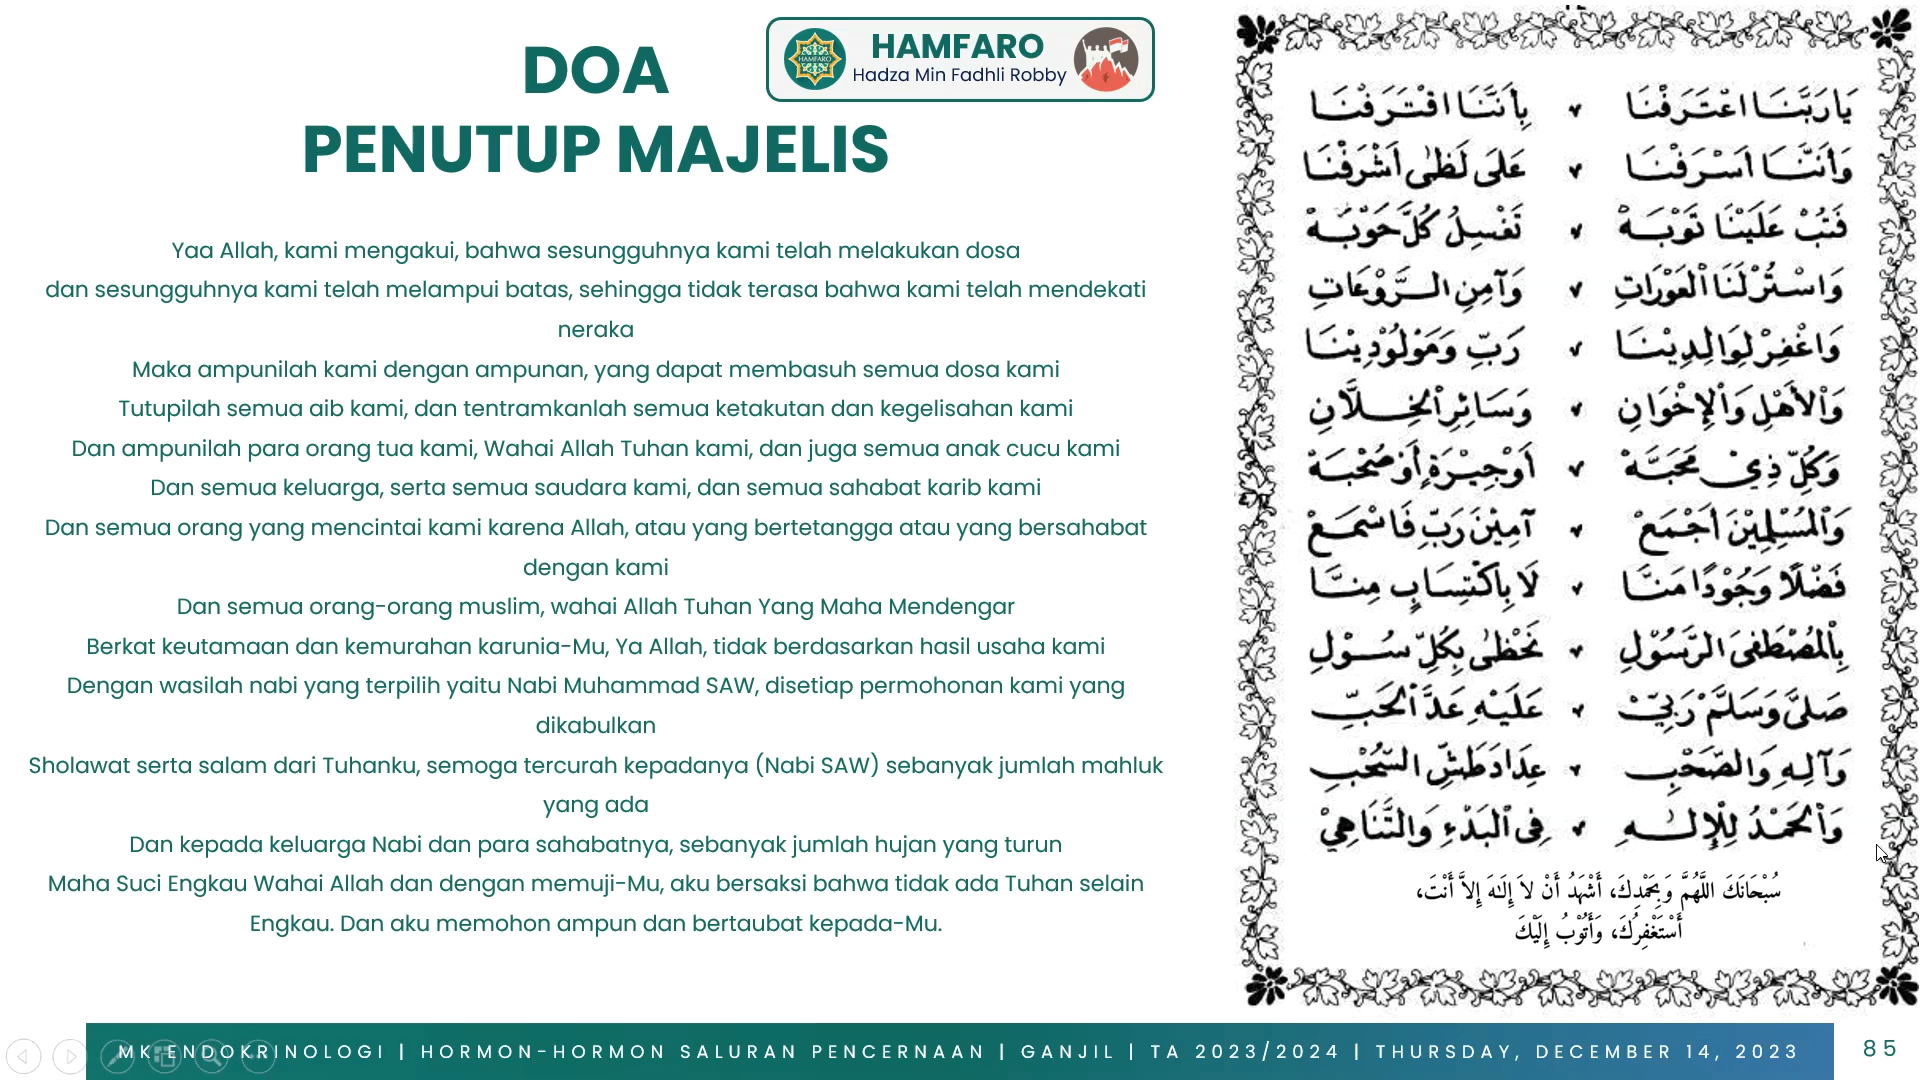 DOA
PENUTUP MAJELIS
HAMFARO
Hadza Min Fadhli Robby
HAMFARO
Yaa Allah, kami mengakui, bahwa sesungguhnya kami telah melakukan dosa
dan sesungguhnya kami telah melampui batas, sehingga tidak terasa bahwa kami telah mendekati
neraka
Maka ampunilah kami dengan ampunan, yang dapat membasuh semua dosa kami
Tutupilah semua aib kami, dan tentramkanlah semua ketakutan dan kegelisahan kami
Dan ampunilah para orang tua kami, Wahai Allah Tuhan kami, dan juga semua anak cucu kami
Dan semua keluarga, serta semua saudara kami, dan semua sahabat karib kami
Dan semua orang yang mencintai kami karena Allah, atau yang bertetangga atau yang bersahabat
dengan kami
Dan semua orang-orang muslim, wahai Allah Tuhan Yang Maha Mendengar
Berkat keutamaan dan kemurahan karunia-Mu, Ya Allah, tidak berdasarkan hasil usaha kami
Dengan wasilah nabi yang terpilih yaitu Nabi Muhammad SAW, disetiap permohonan kami yang
dikabulkan
Sholawat serta salam dari Tuhanku, semoga tercurah kepadanya (Nabi SAW) sebanyak jumlah mahluk
yang ada
Dan kepada keluarga Nabi dan para sahabatnya, sebanyak jumlah hujan yang turun
Maha Suci Engkau Wahai Allah dan dengan memuji-Mu, aku bersaksi bahwa tidak ada Tuhan selain
Engkau. Dan aku memohon ampun dan bertaubat kepada-Mu.
يَارَبَّنَا اعْتَرَفْنَا بِأَنَّنَا اقْتَرَفْنَا
وَأَنَّنَا أَسْرَفْنَا عَلَى لَظَى أَشْرَفْنَا
فَتُبْ عَلَيْنَا تَوْبَةْ تَغْسِلُ كُلَّ حَوْبَةْ
وَاسْتُرْ لَنَا الْعَوْرَاتِ وَآمِنِ الرَّوْعَاتِ
وَاغْفِرْ لِوَالِدِيْنَا رَبِّ وَمَوْلُوْدِيْنَا
وَالْأَهْلِ وَالْإِخْوَانِ وَسَائِرِ الْخِلَّانِ
وَكُلِّ ذِيْ مَحَبَّةْ أَوْ جِيْرَةٍ أَوْ صُحْبَةْ
وَالْمُسْلِمِيْنَ أَجْمَعْ آمِيْنَ رَبِّ فَاسْمَعْ
فَضْلًا وَجُوْدًا مَنَّا لَا بِاكْتِسَابٍ مِنَّا
بِالْمُصْطَفَى الرَّسُوْلِ نَحْظَى بِكُلِّ سُوْلِ
صَلَّى وَسَلَّمْ رَبِّيْ عَلَيْهِ عَدَّ الْحَبِّ
وَآلِهِ وَالصَّحْبِ عِدَادَ طَشِّ السُّحْبِ
وَالْحَمْدُ لِلْإِلٰهِ فِي الْبَدْءِ وَالتَّنَاهِيْ
سُبْحَانَكَ اللَّهُمَّ وَبِحَمْدِكَ، أَشْهَدُ أَنْ لاَ إِلَهَ إِلاَّ أَنْتَ،
أَسْتَغْفِرُكَ، وَأَتُوْبُ إِلَيْكَ
MK ENDOKRINOLOGI | HORMON-HORMON SALURAN PENCERNAAN | GANJIL | TA 2023/2024 | THURSDAY, DECEMBER 14, 2023
85